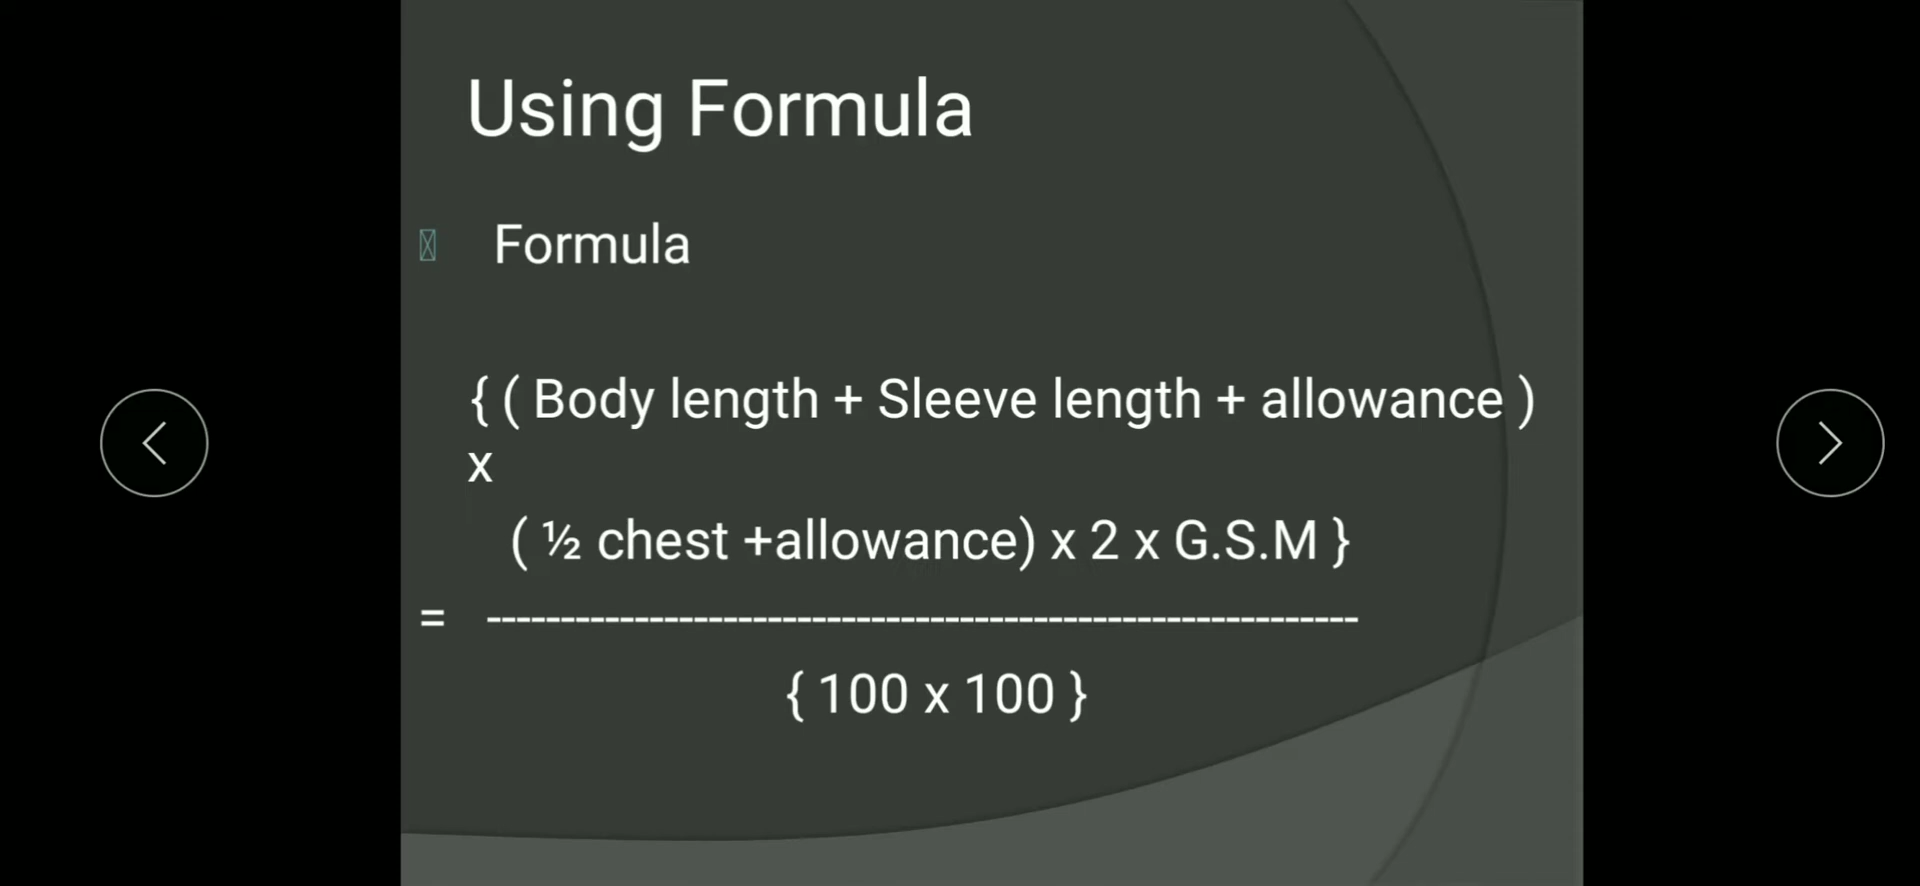 Using Formula
Formula
{ ( Body length + Sleeve length + allowance )
x
( ½ chest +allowance) x 2 x G.S.M }
= -----------------------------------------------------------
{ 100 x 100 }